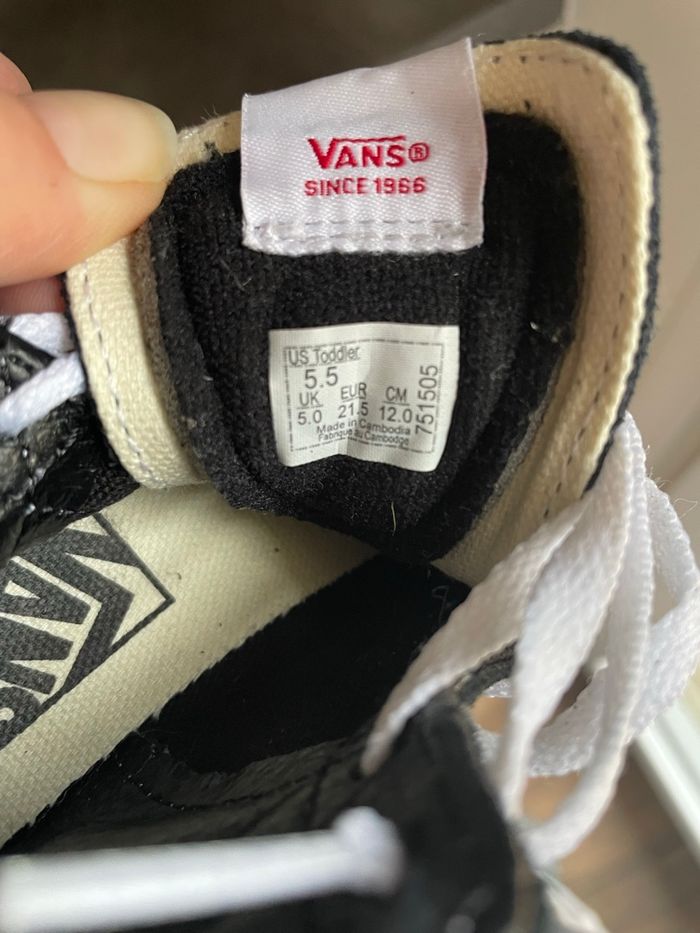 VANS®
SINCE 1966
US Toddler
5.5
UK EUR CM
5.0 21.5 12.0
Made in Cambodia
Fabriqué au Cambodge
751505
VANS